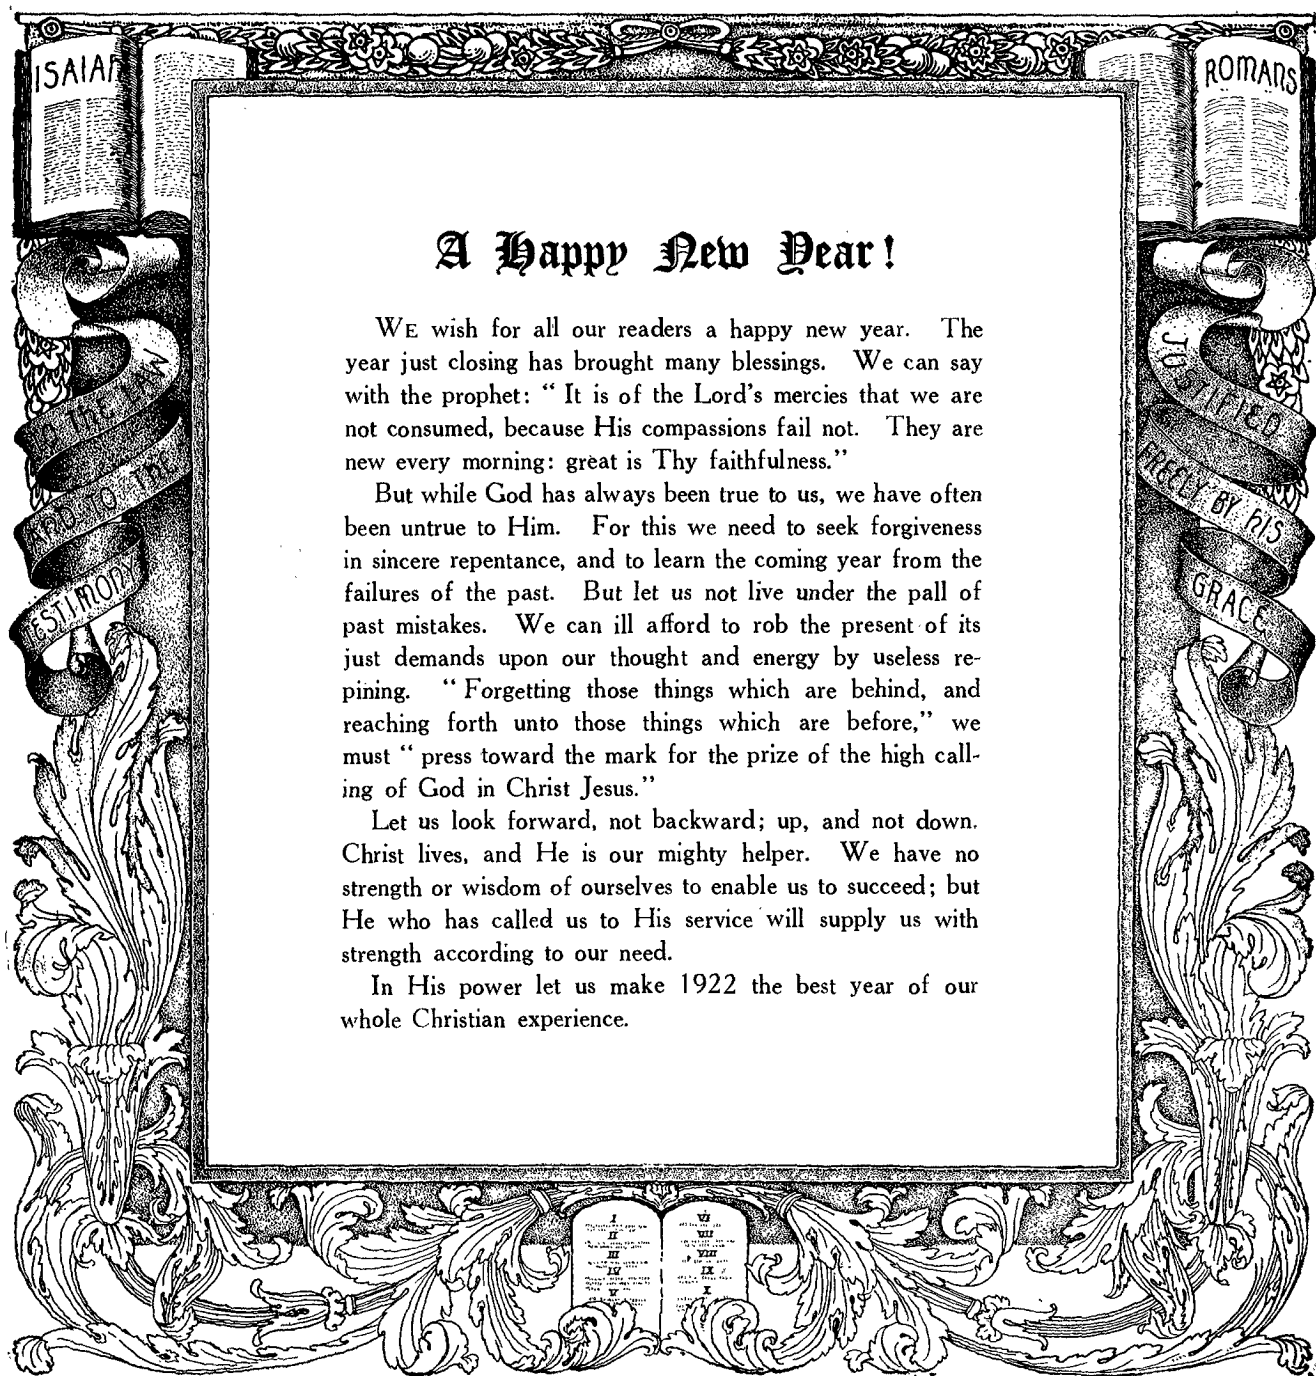 ISAIAH
ROMANS
A Happy New Year!
WE wish for all our readers a happy new year. The
year just closing has brought many blessings. We can say
with the prophet: “ It is of the Lord’s mercies that we are
not consumed, because His compassions fail not. They are
new every morning: great is Thy faithfulness.”
But while God has always been true to us, we have often
been untrue to Him. For this we need to seek forgiveness
in sincere repentance, and to learn the coming year from the
failures of the past. But let us not live under the pall of
past mistakes. We can ill afford to rob the present of its
just demands upon our thought and energy by useless re-
pining. “ Forgetting those things which are behind, and
reaching forth unto those things which are before,” we
must “ press toward the mark for the prize of the high call-
ing of God in Christ Jesus.”
Let us look forward, not backward; up, and not down.
Christ lives, and He is our mighty helper. We have no
strength or wisdom of ourselves to enable us to succeed; but
He who has called us to His service will supply us with
strength according to our need.
In His power let us make 1922 the best year of our
whole Christian experience.
TO THE LAW
AND TO THE
TESTIMONY
JUSTIFIED
FREELY BY HIS
GRACE
I
II
III
IV
V
VI
VII
VIII
IX
X